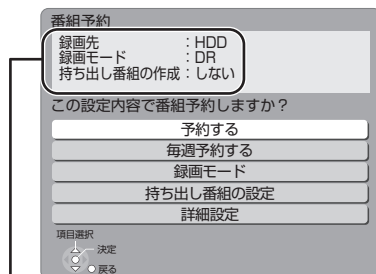 番組予約
録画先　　　　：HDD
録画モード　　：DR
持ち出し番組の作成：しない
この設定内容で番組予約しますか？
予約する
毎週予約する
録画モード
持ち出し番組の設定
詳細設定
項目選択
決定
戻る